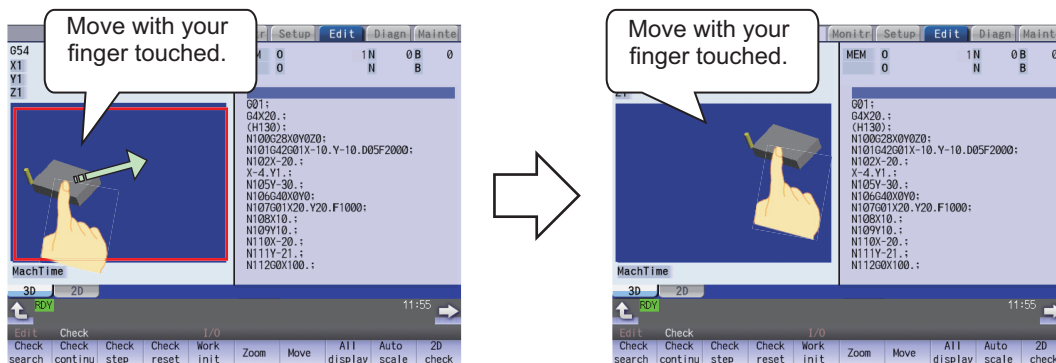 Move with your
finger touched.
Setup Edit Diagn Mainte
G54
X1
Y1
Z1
O 1 N 0 B 0
O N B
G01;
G4X20.;
(H130);
N100G28X0Y0Z0;
N101G42G01X-10.Y-10.D05F2000;
N102X-20.;
X-4.Y1.;
N105Y-30.;
N106G40X0Y0;
N107G01X20.Y20.F1000;
N108X10.;
N109Y10.;
N110X-20.;
N111Y-21.;
N112G0X100.;
MachTime
3D 2D
RDY 11:55
Edit Check I/O
Check search Check continu Check step Check reset Work init Zoom Move All display Auto scale 2D check
Move with your
finger touched.
Monitr Setup Edit Diagn Maint
MEM O 1 N 0 B 0
O N B
Z1
G01;
G4X20.;
(H130);
N100G28X0Y0Z0;
N101G42G01X-10.Y-10.D05F2000;
N102X-20.;
X-4.Y1.;
N105Y-30.;
N106G40X0Y0;
N107G01X20.Y20.F1000;
N108X10.;
N109Y10.;
N110X-20.;
N111Y-21.;
N112G0X100.;
MachTime
3D 2D
RDY 11:55
Edit Check I/O
Check search Check continu Check step Check reset Work init Zoom Move All display Auto scale 2D check